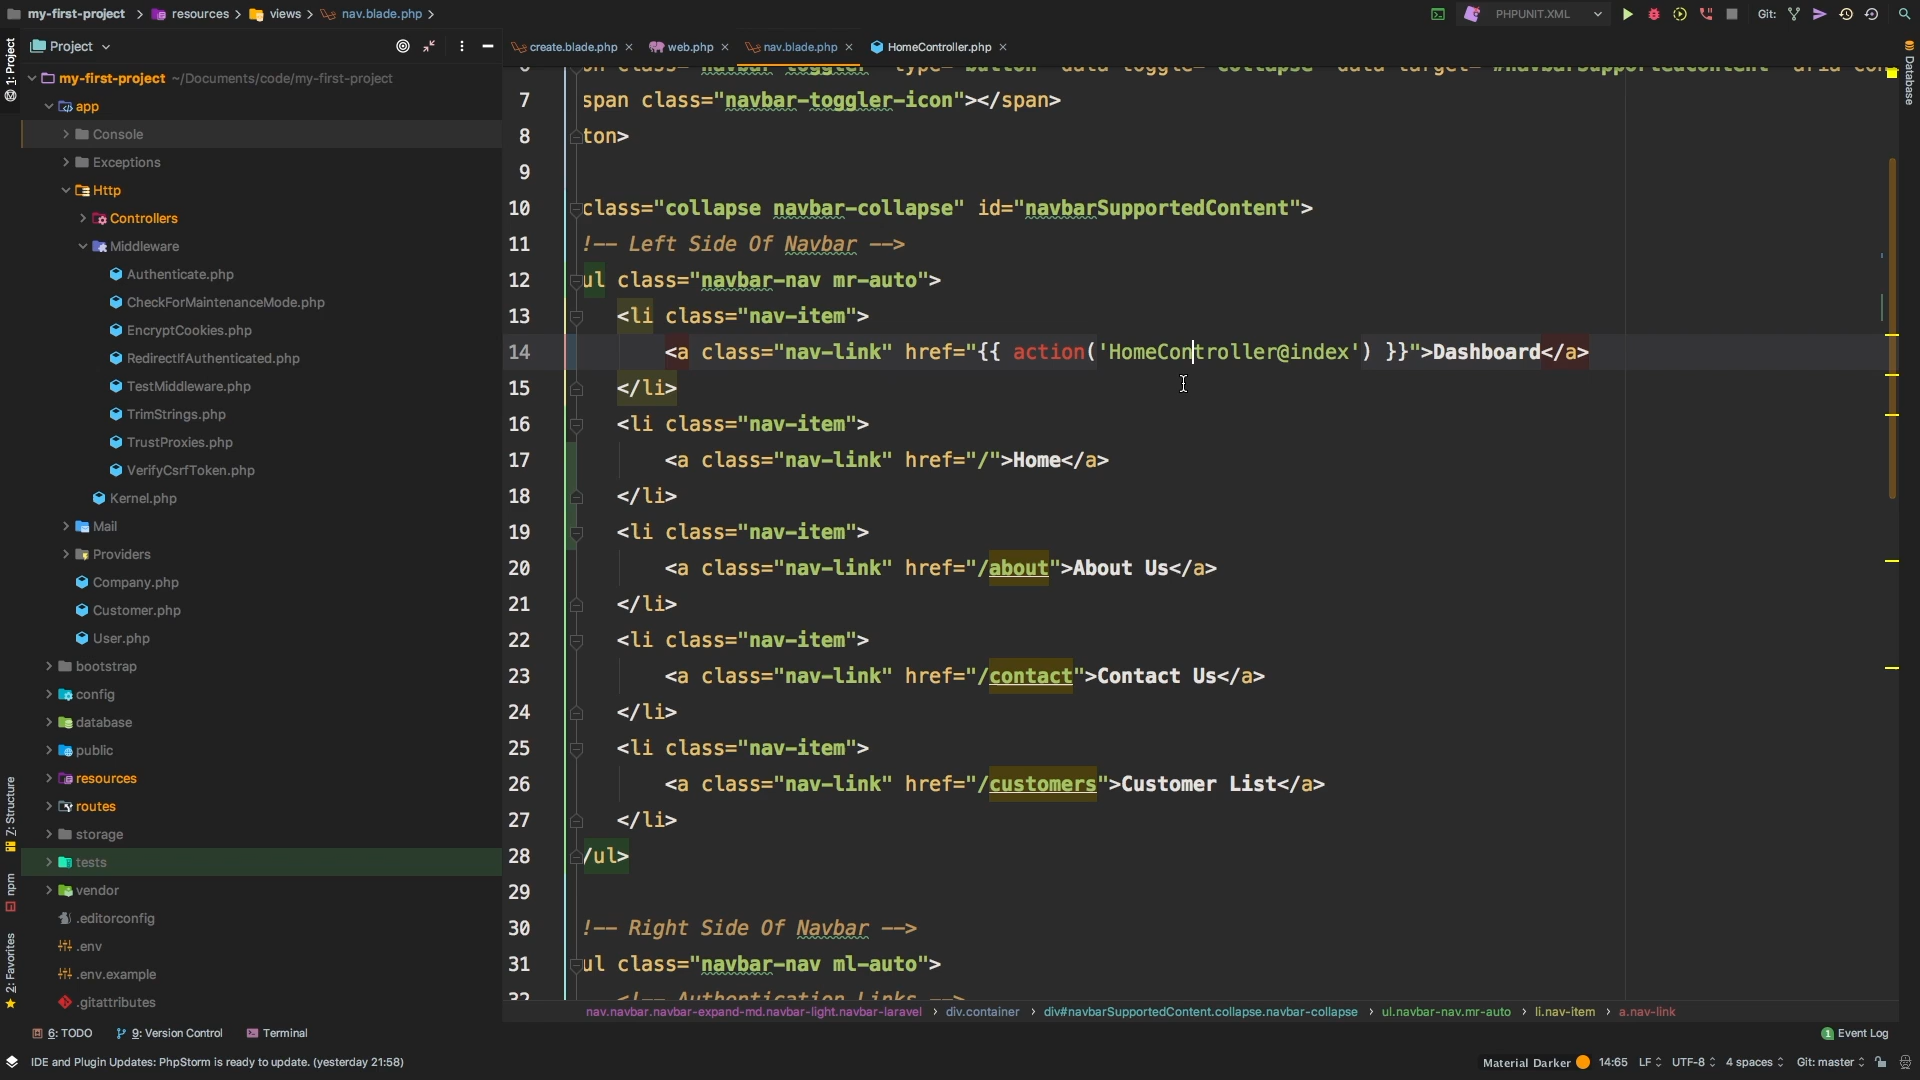 my-first-project > resources > views > nav.blade.php >
PHPUNIT.XML
Git:
1: Project
Project
create.blade.php
web.php
nav.blade.php
HomeController.php
Database
my-first-project ~/Documents/code/my-first-project
app
Console
Exceptions
Http
Controllers
Middleware
Authenticate.php
CheckForMaintenanceMode.php
EncryptCookies.php
RedirectIfAuthenticated.php
TestMiddleware.php
TrimStrings.php
TrustProxies.php
VerifyCsrfToken.php
Kernel.php
Mail
Providers
Company.php
Customer.php
User.php
bootstrap
config
database
public
resources
routes
storage
tests
vendor
.editorconfig
.env
.env.example
.gitattributes
Z: Structure
npm
2: Favorites
7 span class="navbar-toggler-icon"></span>
8 ton>
9
10 class="collapse navbar-collapse" id="navbarSupportedContent">
11 !-- Left Side Of Navbar -->
12 ul class="navbar-nav mr-auto">
13 <li class="nav-item">
14 <a class="nav-link" href="{{ action('HomeController@index') }}">Dashboard</a>
15 </li>
16 <li class="nav-item">
17 <a class="nav-link" href="/">Home</a>
18 </li>
19 <li class="nav-item">
20 <a class="nav-link" href="/about">About Us</a>
21 </li>
22 <li class="nav-item">
23 <a class="nav-link" href="/contact">Contact Us</a>
24 </li>
25 <li class="nav-item">
26 <a class="nav-link" href="/customers">Customer List</a>
27 </li>
28 /ul>
29
30 !-- Right Side Of Navbar -->
31 ul class="navbar-nav ml-auto">
32 <!-- Authentication Links -->
nav.navbar.navbar-expand-md.navbar-light.navbar-laravel > div.container > div#navbarSupportedContent.collapse.navbar-collapse > ul.navbar-nav.mr-auto > li.nav-item > a.nav-link
6: TODO
9: Version Control
Terminal
1 Event Log
IDE and Plugin Updates: PhpStorm is ready to update. (yesterday 21:58)
Material Darker
14:65
LF
UTF-8
4 spaces
Git: master